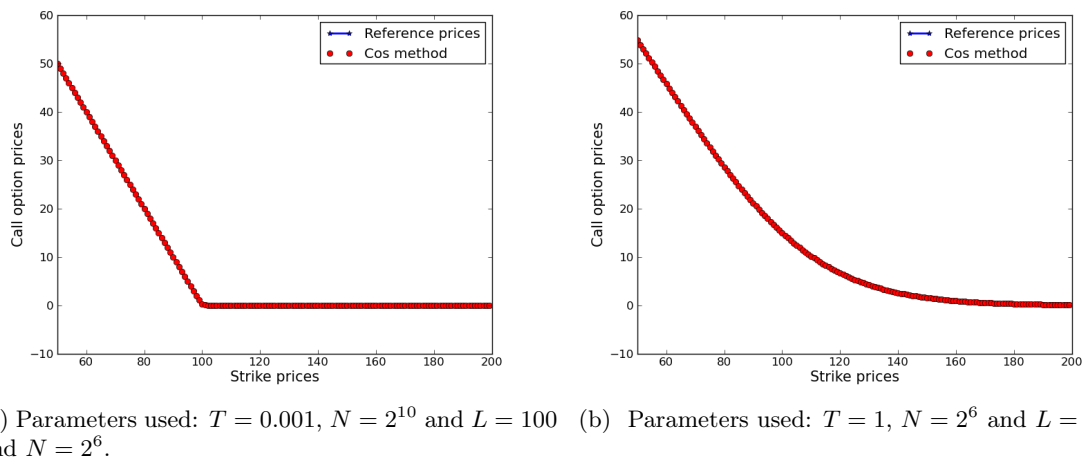 60
50
40
30
20
10
0
−10
Call option prices
60 80 100 120 140 160 180 200
Strike prices
Reference prices
Cos method
60
50
40
30
20
10
0
−10
Call option prices
60 80 100 120 140 160 180 200
Strike prices
Reference prices
Cos method
) Parameters used: T = 0.001, N = 2^10 and L = 100
nd N = 2^6.
(b) Parameters used: T = 1, N = 2^6 and L =